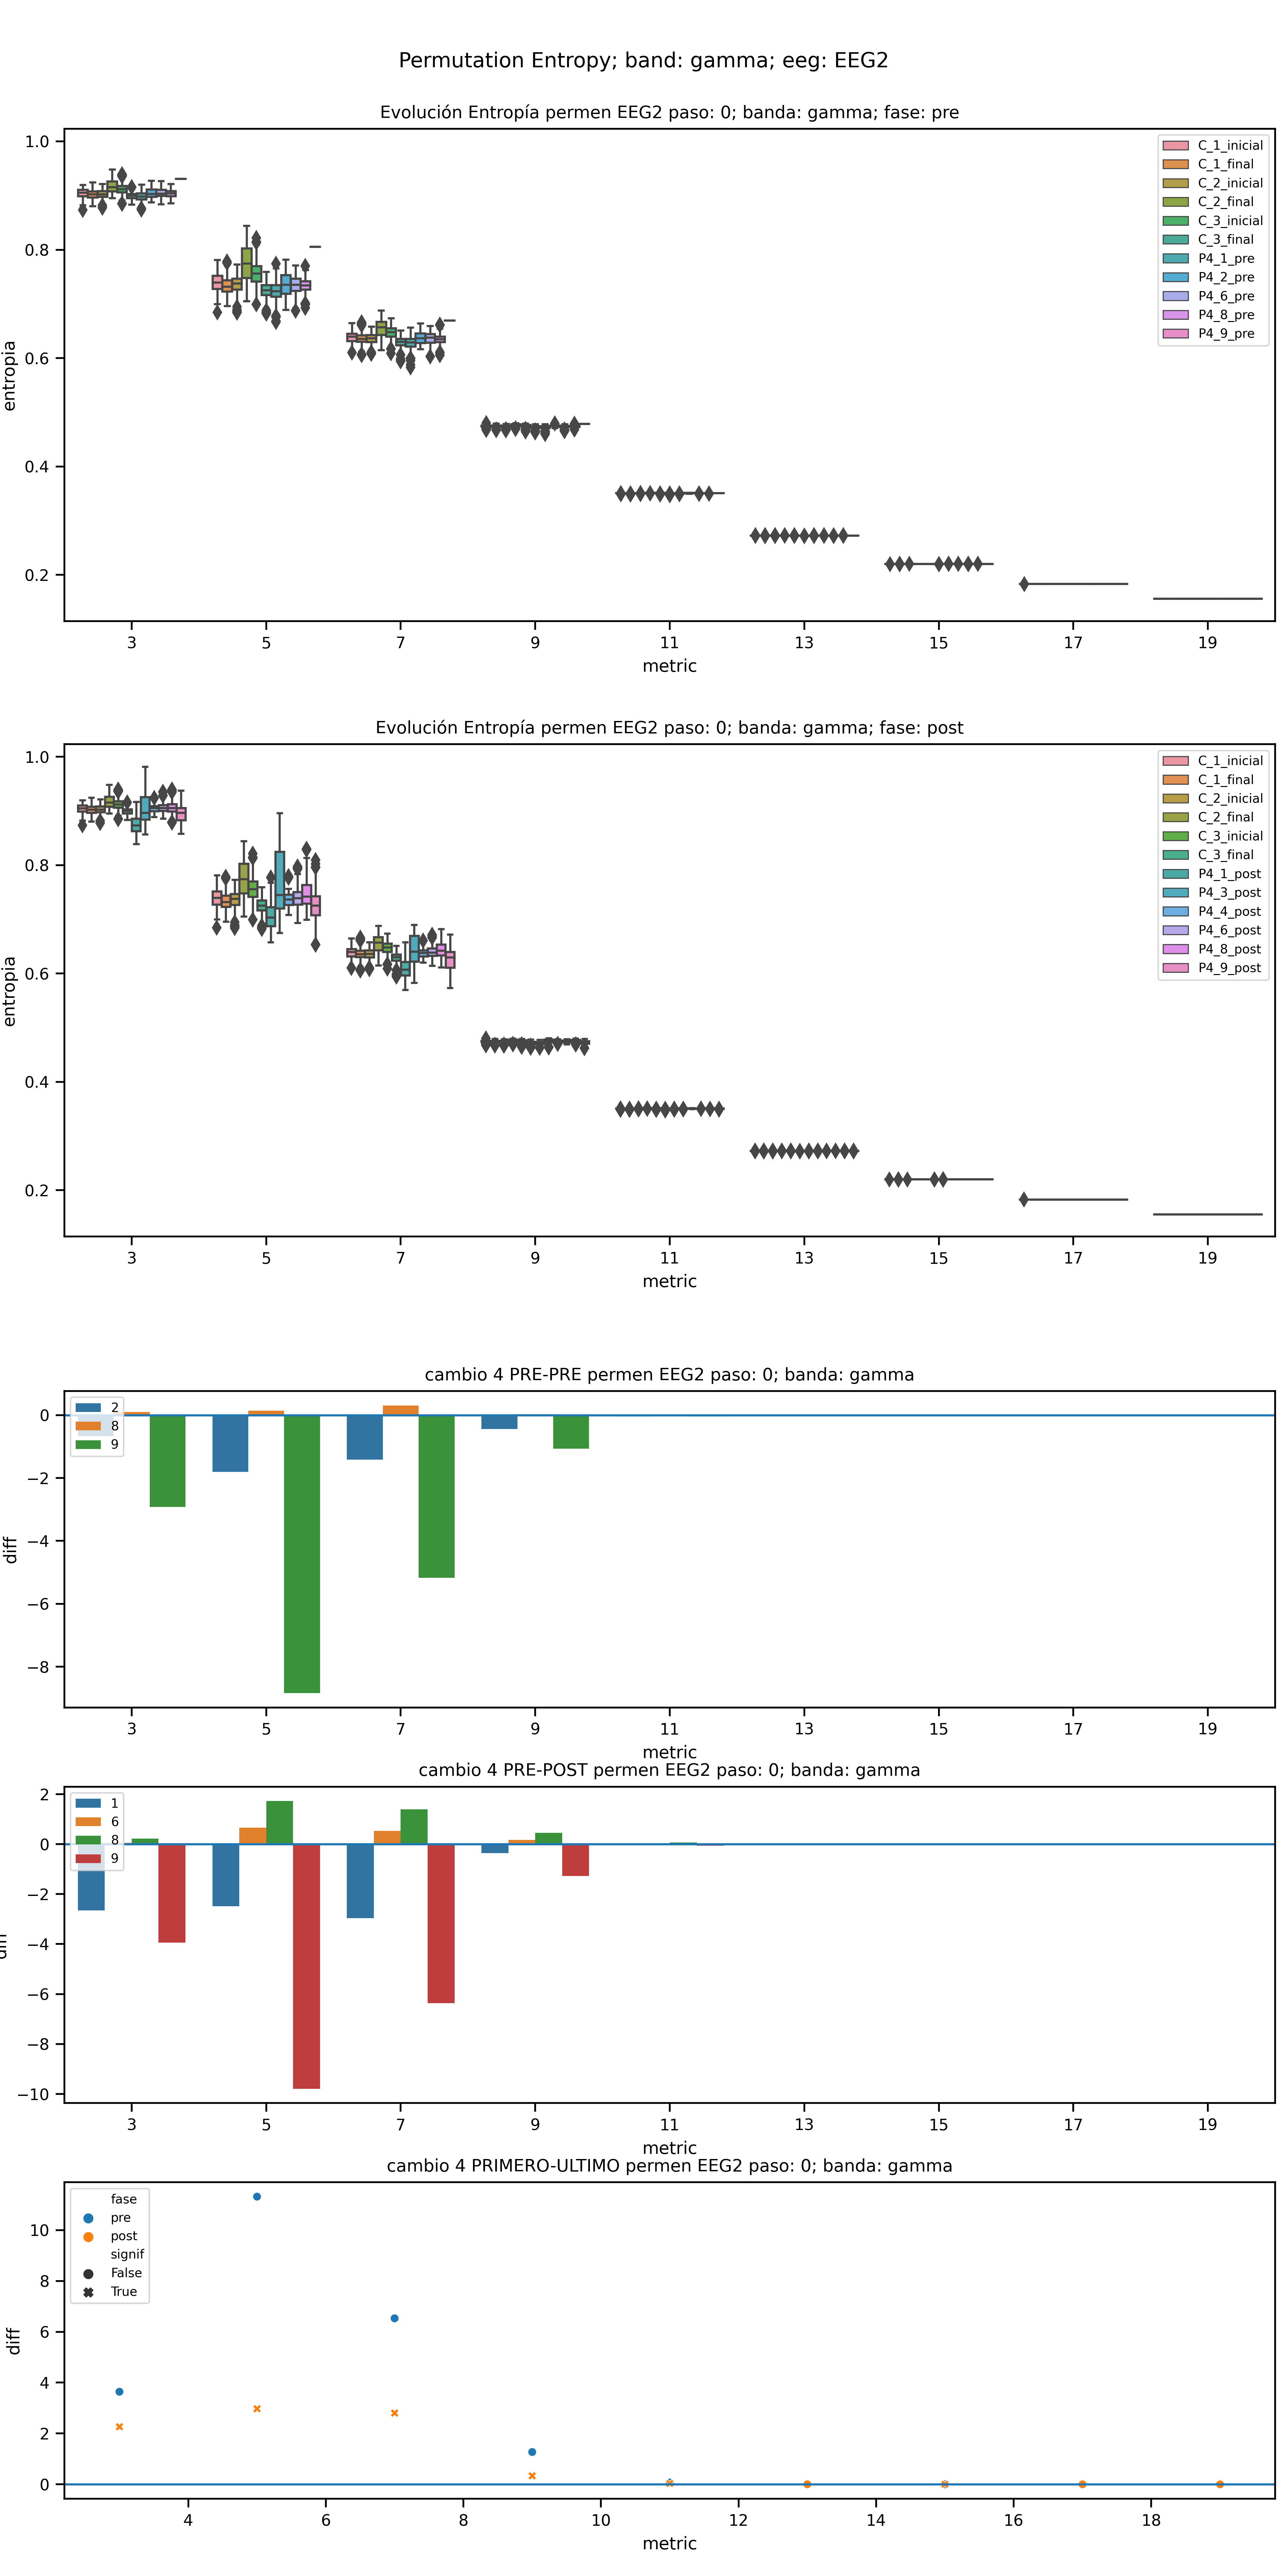 Permutation Entropy; band: gamma; eeg: EEG2
Evolución Entropía permen EEG2 paso: 0; banda: gamma; fase: pre
1.0
0.8
0.6
0.4
0.2
entropia
C_1_inicial
C_1_final
C_2_inicial
C_2_final
C_3_inicial
C_3_final
P4_1_pre
P4_2_pre
P4_6_pre
P4_8_pre
P4_9_pre
3 5 7 9 11 13 15 17 19
metric
Evolución Entropía permen EEG2 paso: 0; banda: gamma; fase: post
1.0
0.8
0.6
0.4
0.2
entropia
C_1_inicial
C_1_final
C_2_inicial
C_2_final
C_3_inicial
C_3_final
P4_1_post
P4_3_post
P4_4_post
P4_6_post
P4_8_post
P4_9_post
3 5 7 9 11 13 15 17 19
metric
cambio 4 PRE-PRE permen EEG2 paso: 0; banda: gamma
0
−2
−4
−6
−8
diff
2
8
9
3 5 7 9 11 13 15 17 19
metric
cambio 4 PRE-POST permen EEG2 paso: 0; banda: gamma
2
0
−2
−4
−6
−8
−10
diff
1
6
8
9
3 5 7 9 11 13 15 17 19
metric
cambio 4 PRIMERO-ULTIMO permen EEG2 paso: 0; banda: gamma
10
8
6
4
2
0
diff
fase
pre
post
signif
False
True
4 6 8 10 12 14 16 18
metric